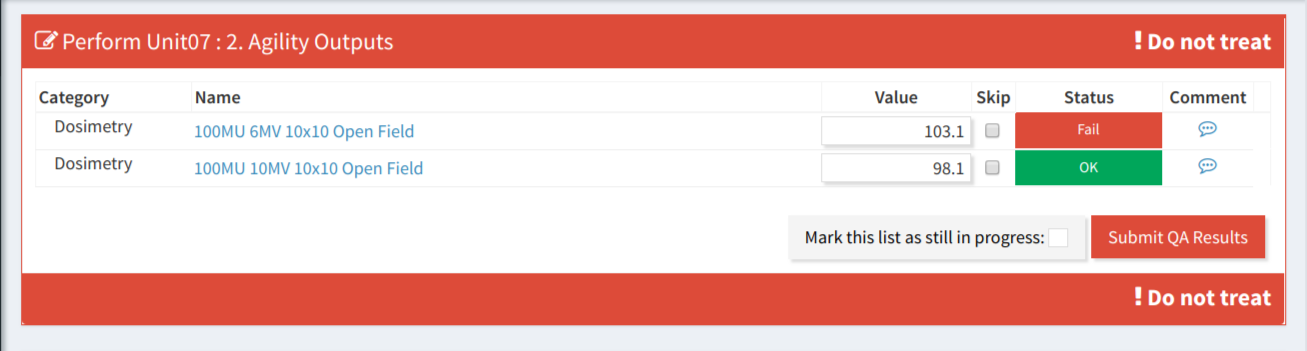 Perform Unit07 : 2. Agility Outputs ! Do not treat
Category Name Value Skip Status Comment
Dosimetry 100MU 6MV 10x10 Open Field 103.1 Fail
Dosimetry 100MU 10MV 10x10 Open Field 98.1 OK
Mark this list as still in progress: Submit QA Results
! Do not treat